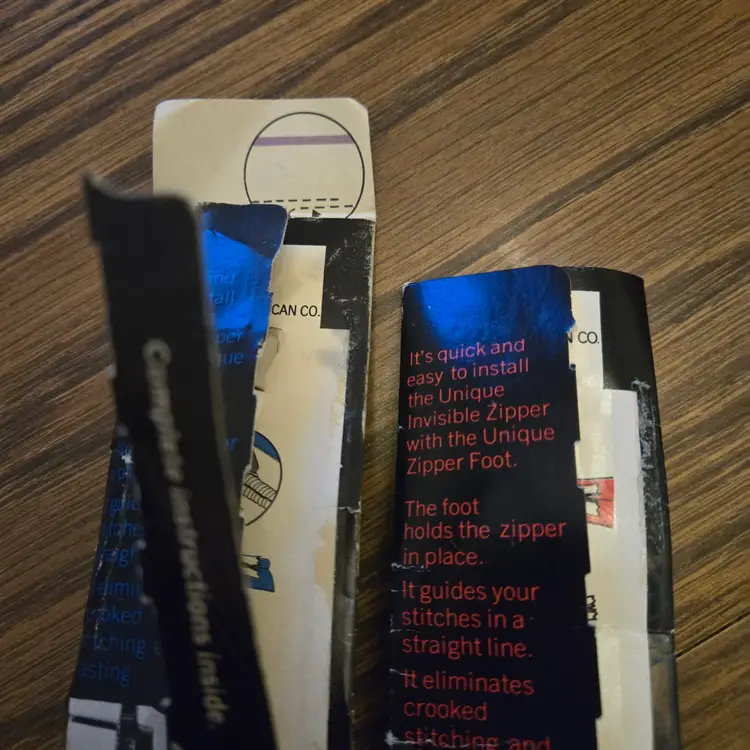 Complete instructions inside.
CAN CO.
CO.
It's quick and
easy to install
the Unique
Invisible Zipper
with the Unique
Zipper Foot.
The foot
holds the zipper
in place.
It guides your
stitches in a
straight line.
It eliminates
crooked
stitching and